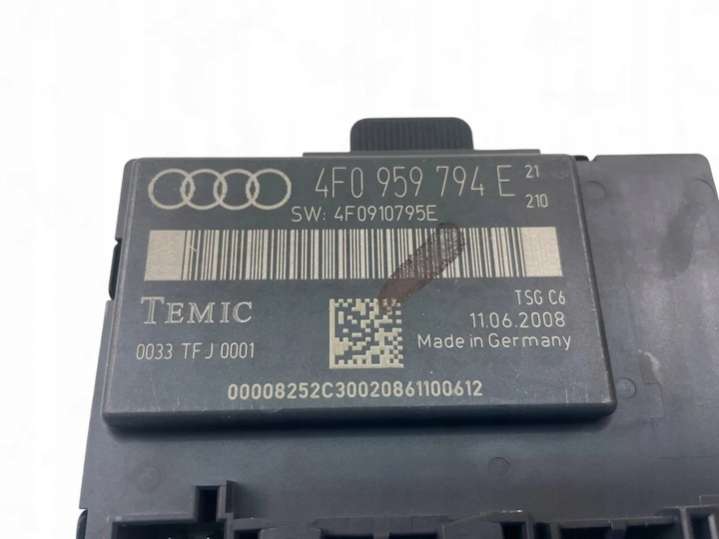 4F0 959 794 E 21
210
SW: 4F0910795E
TEMIC
TSG C6
11.06.2008
0033 TFJ 0001
Made in Germany
00008252C30020861100612